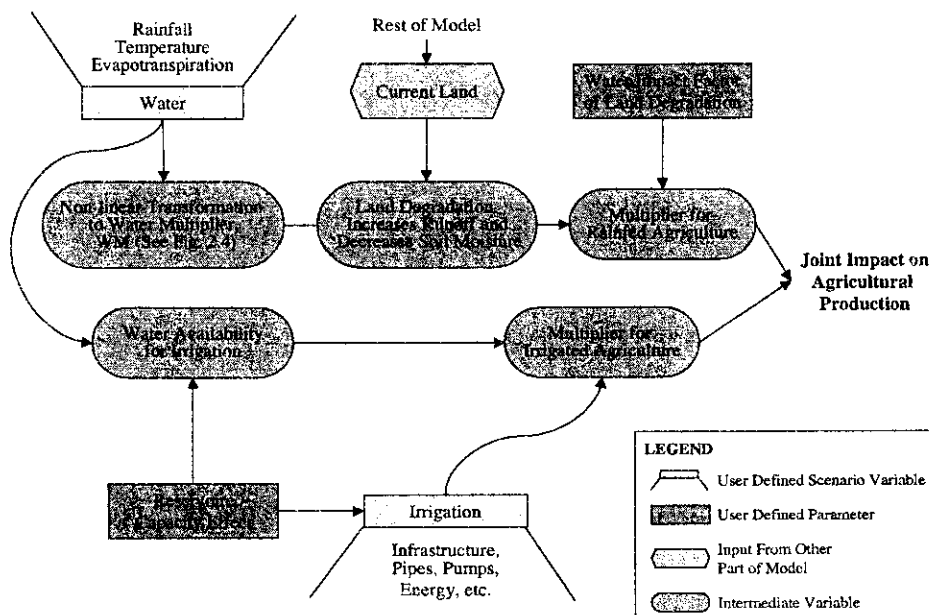 Rainfall
Temperature
Evapotranspiration
Water
Rest of Model
Current Land
Water Impact
of Land Degradation
Non-linear Transformation
to Water Multiplier,
WM (See Fig. 2.4)
Land Degradation
Increases Runoff and
Decreases Soil Moisture
Multiplier for
Rainfed Agriculture
Joint Impact on
Agricultural
Production
Water Availability
for Irrigation
Multiplier for
Irrigated Agriculture
Capacity Effect
Irrigation
Infrastructure,
Pipes, Pumps,
Energy, etc.
LEGEND
User Defined Scenario Variable
User Defined Parameter
Input From Other
Part of Model
Intermediate Variable